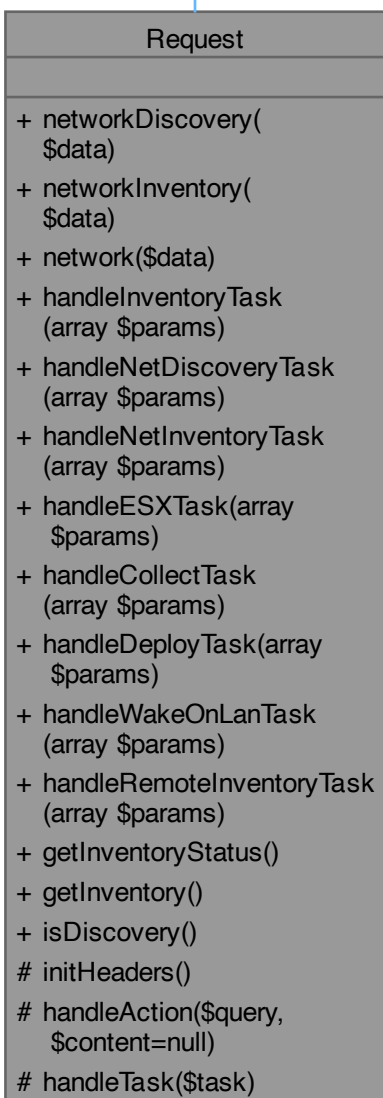 Request
+ networkDiscovery(
$data)
+ networkInventory(
$data)
+ network($data)
+ handleInventoryTask
(array $params)
+ handleNetDiscoveryTask
(array $params)
+ handleNetInventoryTask
(array $params)
+ handleESXTask(array
$params)
+ handleCollectTask
(array $params)
+ handleDeployTask(array
$params)
+ handleWakeOnLanTask
(array $params)
+ handleRemoteInventoryTask
(array $params)
+ getInventoryStatus()
+ getInventory()
+ isDiscovery()
# initHeaders()
# handleAction($query,
$content=null)
# handleTask($task)